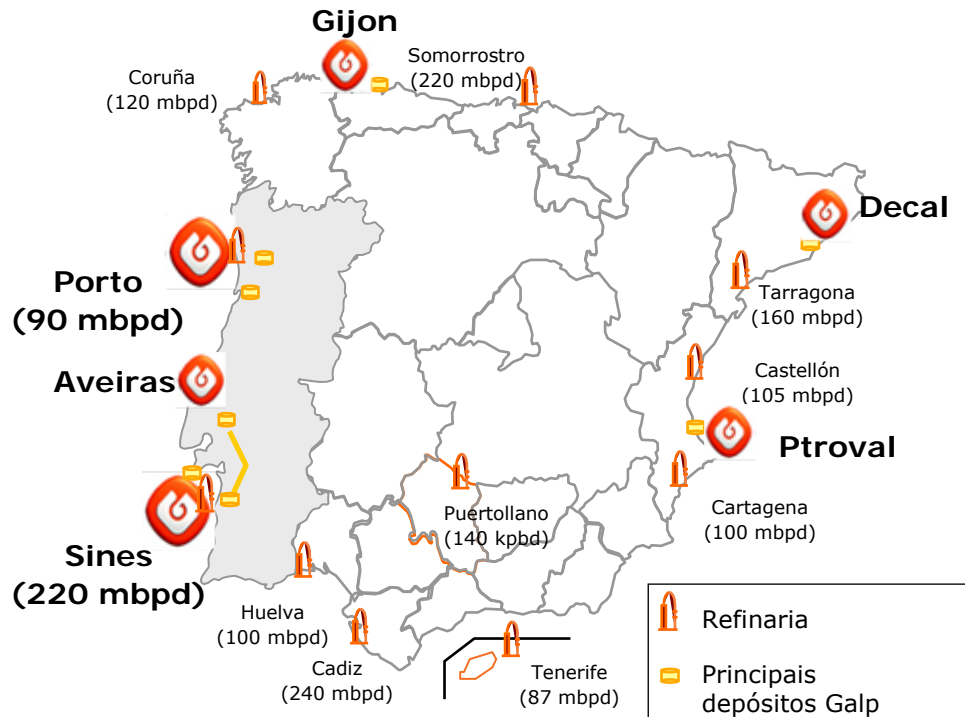 Gijon
Somorrostro
(220 mbpd)
Coruña
(120 mbpd)
Decal
Porto
(90 mbpd)
Tarragona
(160 mbpd)
Aveiras
Castellón
(105 mbpd)
Ptroval
Puertollano
(140 kpbd)
Cartagena
(100 mbpd)
Sines
(220 mbpd)
Huelva
(100 mbpd)
Cadiz
(240 mbpd)
Tenerife
(87 mbpd)
Refinaria
Principais
depósitos Galp